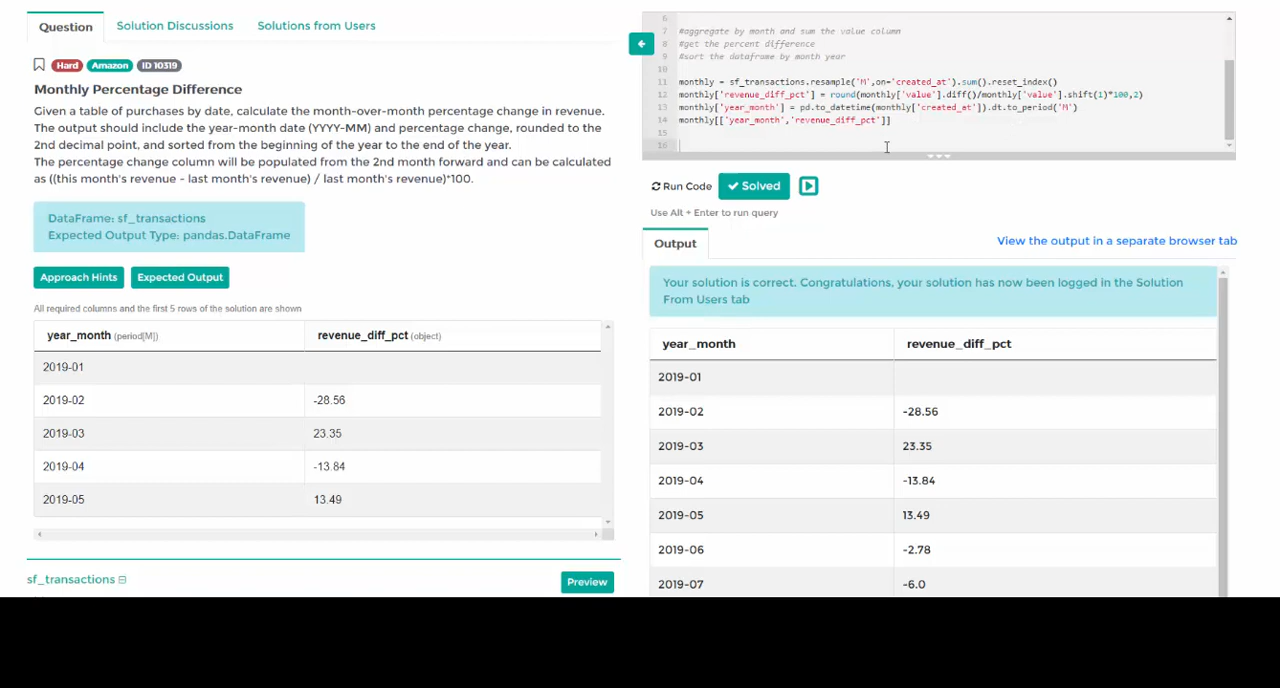 Question
Solution Discussions
Solutions from Users
Hard
Amazon
ID 10319
Monthly Percentage Difference
Given a table of purchases by date, calculate the month-over-month percentage change in revenue.
The output should include the year-month date (YYYY-MM) and percentage change, rounded to the
2nd decimal point, and sorted from the beginning of the year to the end of the year.
The percentage change column will be populated from the 2nd month forward and can be calculated
as ((this month's revenue - last month's revenue) / last month's revenue)*100.
DataFrame: sf_transactions
Expected Output Type: pandas.DataFrame
Approach Hints
Expected Output
All required columns and the first 5 rows of the solution are shown
year_month (period[M]) revenue_diff_pct (object)
2019-01
2019-02 -28.56
2019-03 23.35
2019-04 -13.84
2019-05 13.49
sf_transactions
Preview
6
7 #aggregate by month and sum the value column
8 #get the percent difference
9 #sort the dataframe by month year
10
11 monthly = sf_transactions.resample('M',on='created_at').sum().reset_index()
12 monthly['revenue_diff_pct'] = round(monthly['value'].diff()/monthly['value'].shift(1)*100,2)
13 monthly['year_month'] = pd.to_datetime(monthly['created_at']).dt.to_period('M')
14 monthly[['year_month','revenue_diff_pct']]
15
16
Run Code
Solved
Use Alt + Enter to run query
Output
View the output in a separate browser tab
Your solution is correct. Congratulations, your solution has now been logged in the Solution
From Users tab
year_month revenue_diff_pct
2019-01
2019-02 -28.56
2019-03 23.35
2019-04 -13.84
2019-05 13.49
2019-06 -2.78
2019-07 -6.0